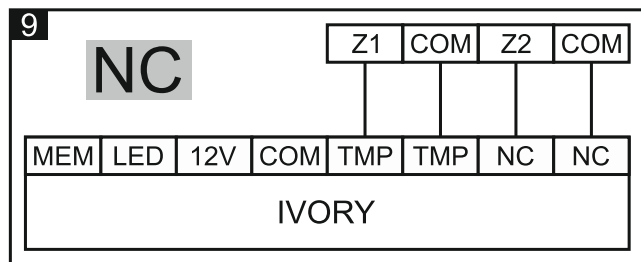 9
NC
Z1 COM Z2 COM
MEM LED 12V COM TMP TMP NC NC
IVORY